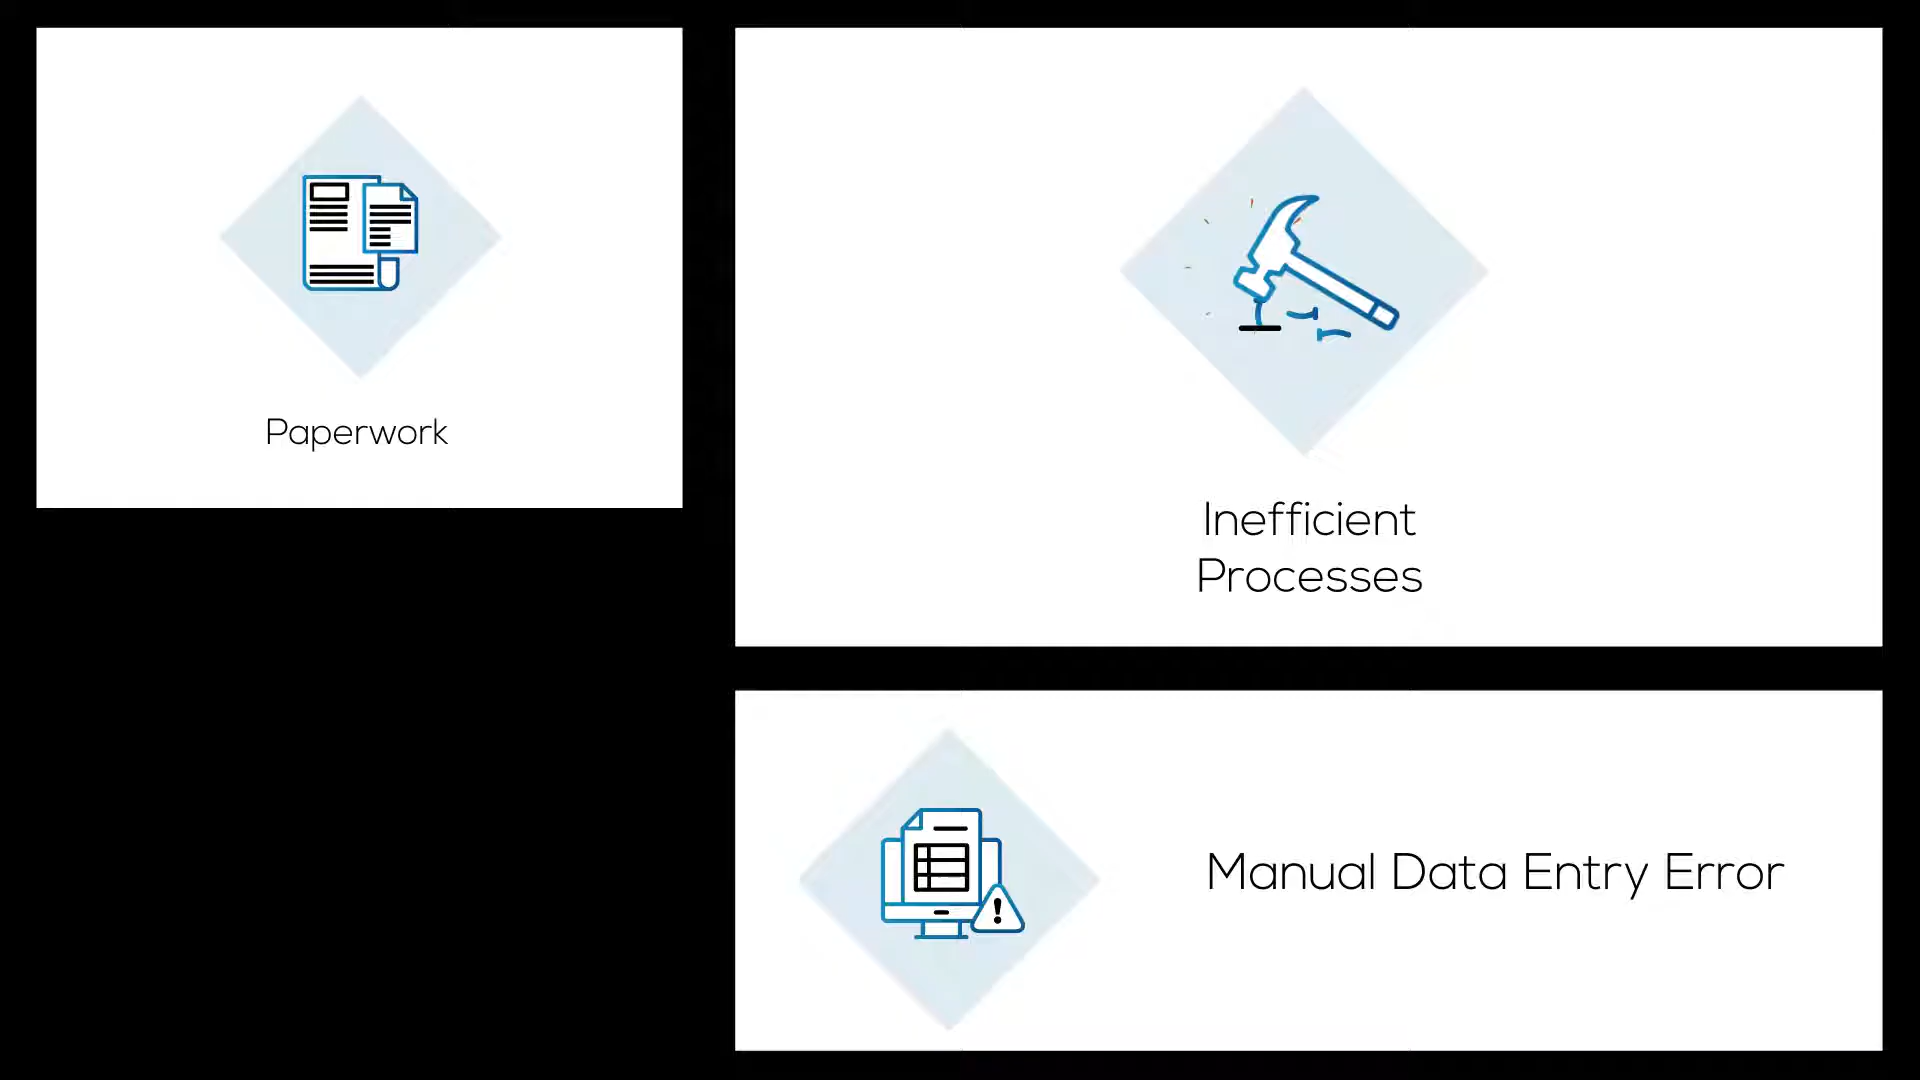 Paperwork
Inefficient
Processes
Manual Data Entry Error